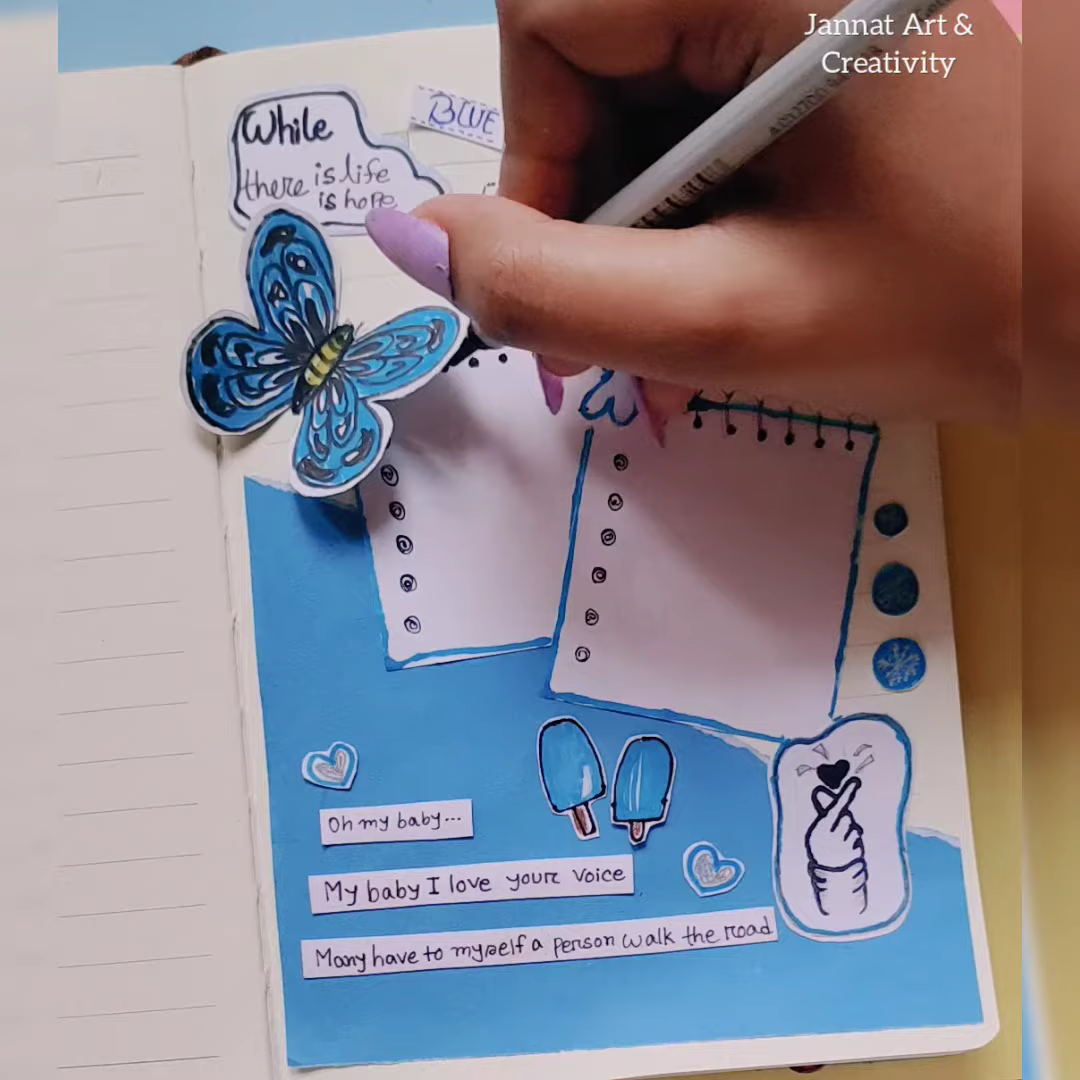 Jannat Art &
Creativity
While
there is life
is hope
BLUE
Oh my baby...
My baby I love youre voice
Many have to myself a person walk the road